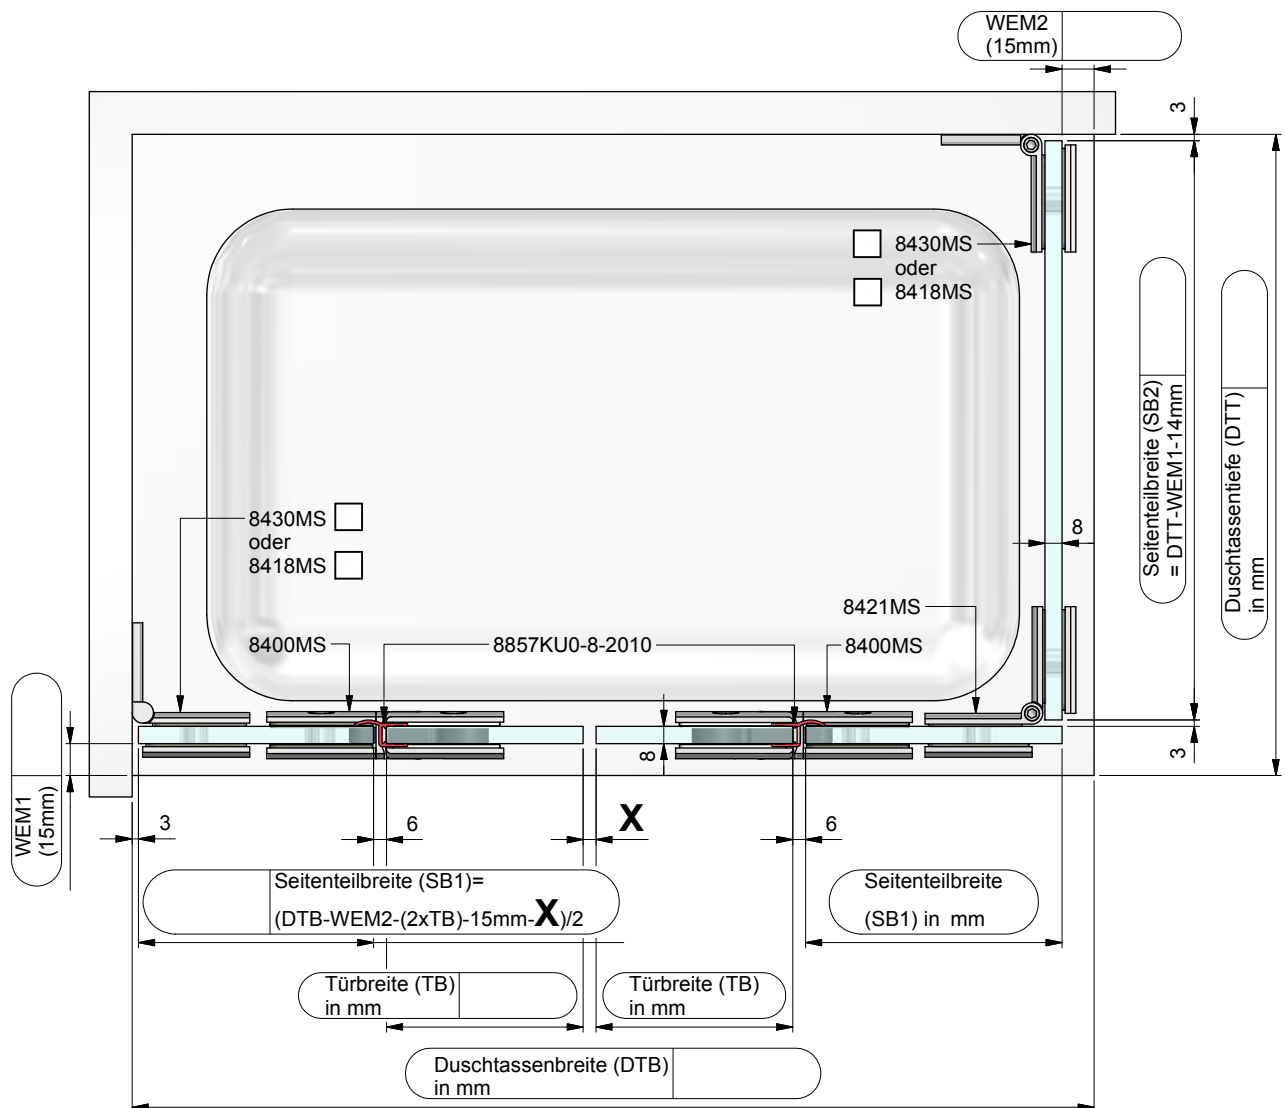 WEM2
(15mm)
3
8430MS
oder
8418MS
Seitenteilbreite (SB2)
= DTT-WEM1-14mm
Duschtassentiefe (DTT)
in mm
8430MS
oder
8418MS
8
8421MS
8400MS
8857KU0-8-2010
8400MS
8
3
WEM1
(15mm)
3
6
X
6
Seitenteilbreite (SB1)=
(DTB-WEM2-(2xTB)-15mm-X)/2
Seitenteilbreite
(SB1) in mm
Türbreite (TB)
in mm
Türbreite (TB)
in mm
Duschtassenbreite (DTB)
in mm